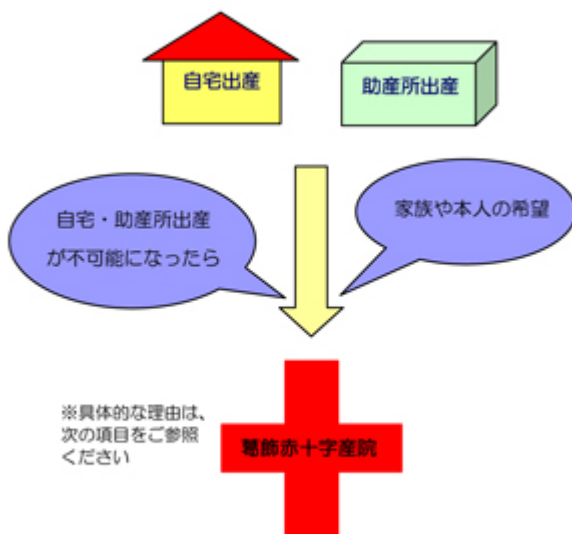 自宅出産
助産所出産
自宅・助産所出産
が不可能になったら
家族や本人の希望
※具体的な理由は、
次の項目をご参照
ください
葛飾赤十字産院